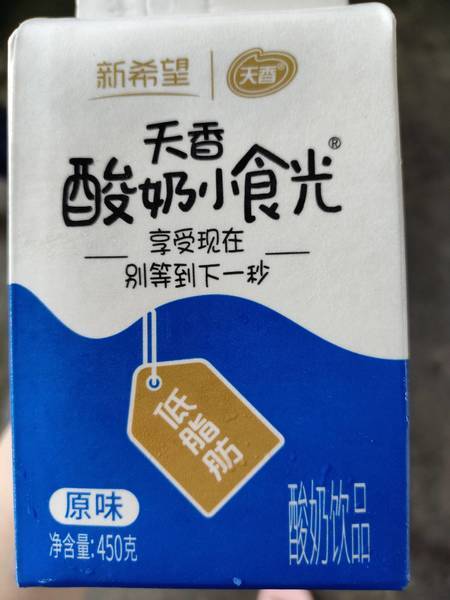 新希望
天香
天香
酸奶小食光®
享受现在
别等到下一秒
低脂肪
原味
净含量:450克
酸奶饮品